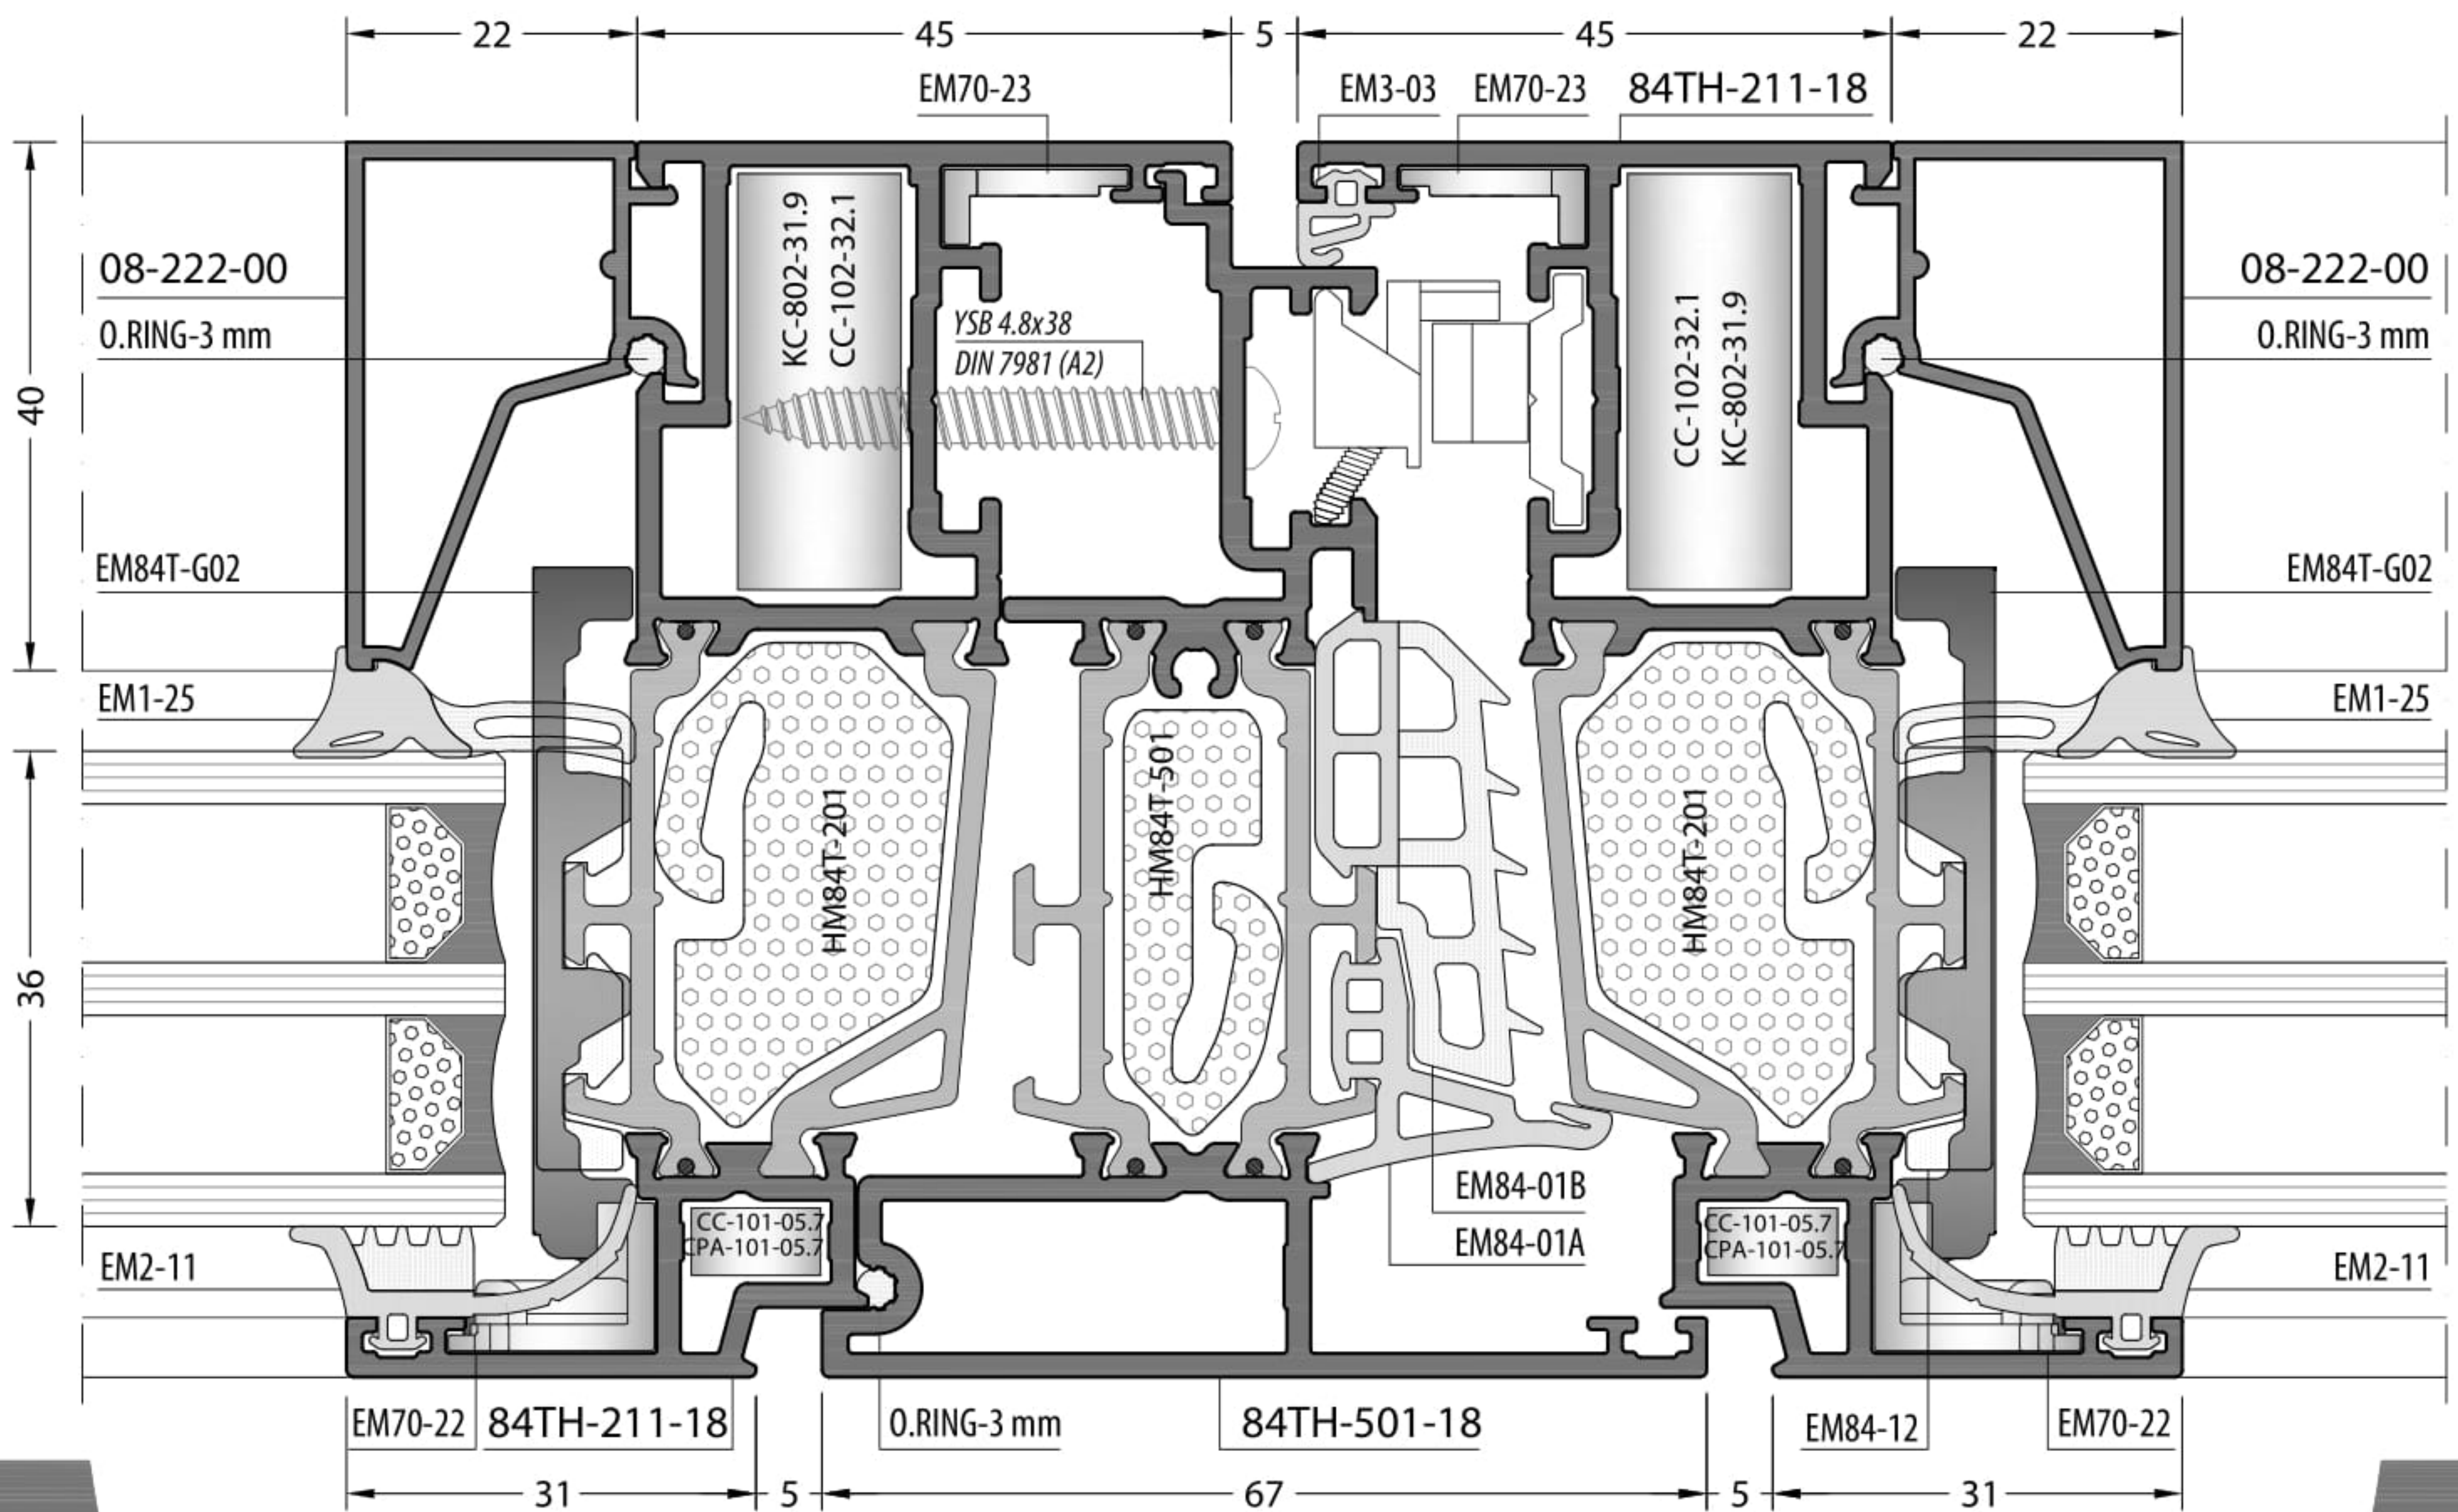 22
45
5
45
22
EM70-23
EM3-03
EM70-23
84TH-211-18
40
08-222-00
O.RING-3 mm
KC-802-31.9
CC-102-32.1
YSB 4.8x38
DIN 7981 (A2)
CC-102-32.1
KC-802-31.9
08-222-00
O.RING-3 mm
EM84T-G02
EM84T-G02
EM1-25
EM1-25
36
HM84T-201
HM84T-501
HM84T-201
EM84-01B
EM84-01A
CC-101-05.7
CPA-101-05.7
CC-101-05.7
CPA-101-05.7
EM2-11
EM2-11
EM70-22
84TH-211-18
O.RING-3 mm
84TH-501-18
EM84-12
EM70-22
31
5
67
5
31